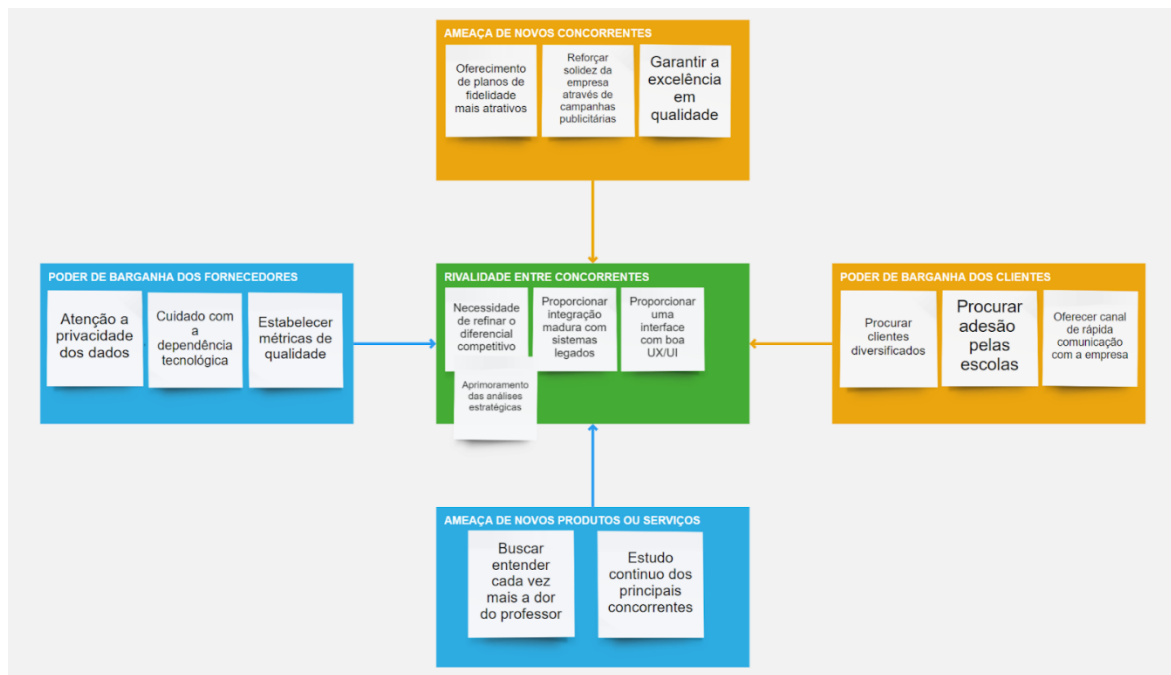 AMEAÇA DE NOVOS CONCORRENTES
Oferecimento
de planos de
fidelidade
mais atrativos
Reforçar
solidez da
empresa
através de
campanhas
publicitárias
Garantir a
excelência
em
qualidade
PODER DE BARGANHA DOS FORNECEDORES
Atenção a
privacidade
dos dados
Cuidado com
a
dependência
tecnológica
Estabelecer
métricas de
qualidade
RIVALIDADE ENTRE CONCORRENTES
Necessidade
de refinar o
diferencial
competitivo
Proporcionar
integração
madura com
sistemas
legados
Proporcionar
uma
interface
com boa
UX/UI
Aprimoramento
das análises
estratégicas
PODER DE BARGANHA DOS CLIENTES
Procurar
clientes
diversificados
Procurar
adesão
pelas
escolas
Oferecer canal
de rápida
comunicação
com a empresa
AMEAÇA DE NOVOS PRODUTOS OU SERVIÇOS
Buscar
entender
cada vez
mais a dor
do professor
Estudo
continuo dos
principais
concorrentes